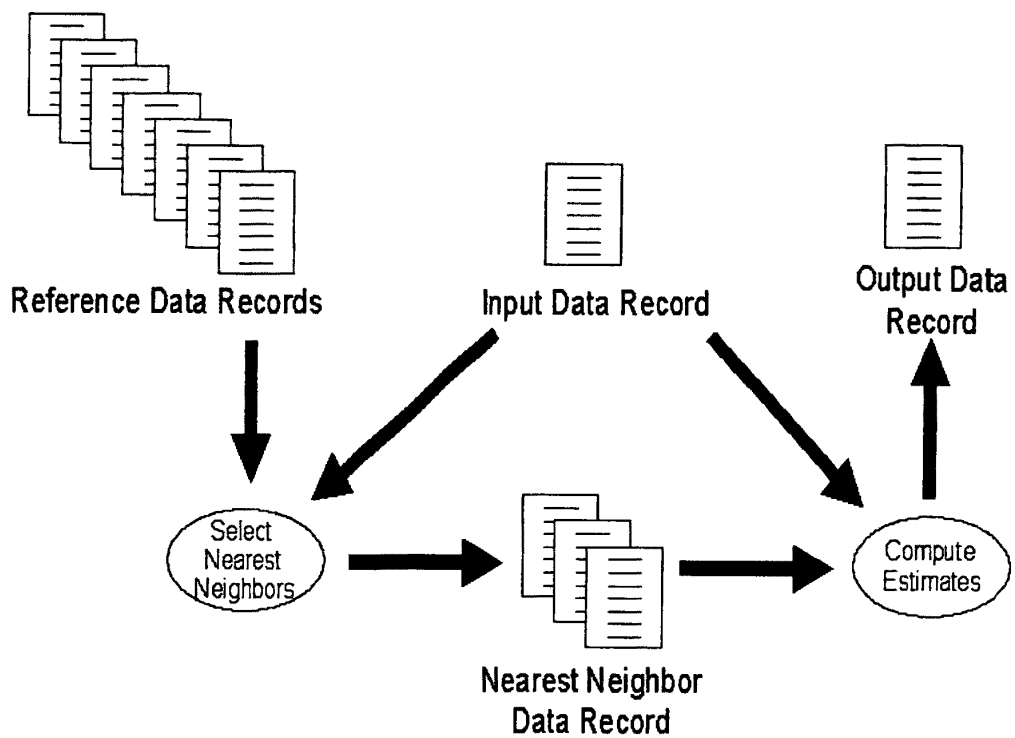 Reference Data Records
Input Data Record
Output Data
Record
Select
Nearest
Neighbors
Compute
Estimates
Nearest Neighbor
Data Record